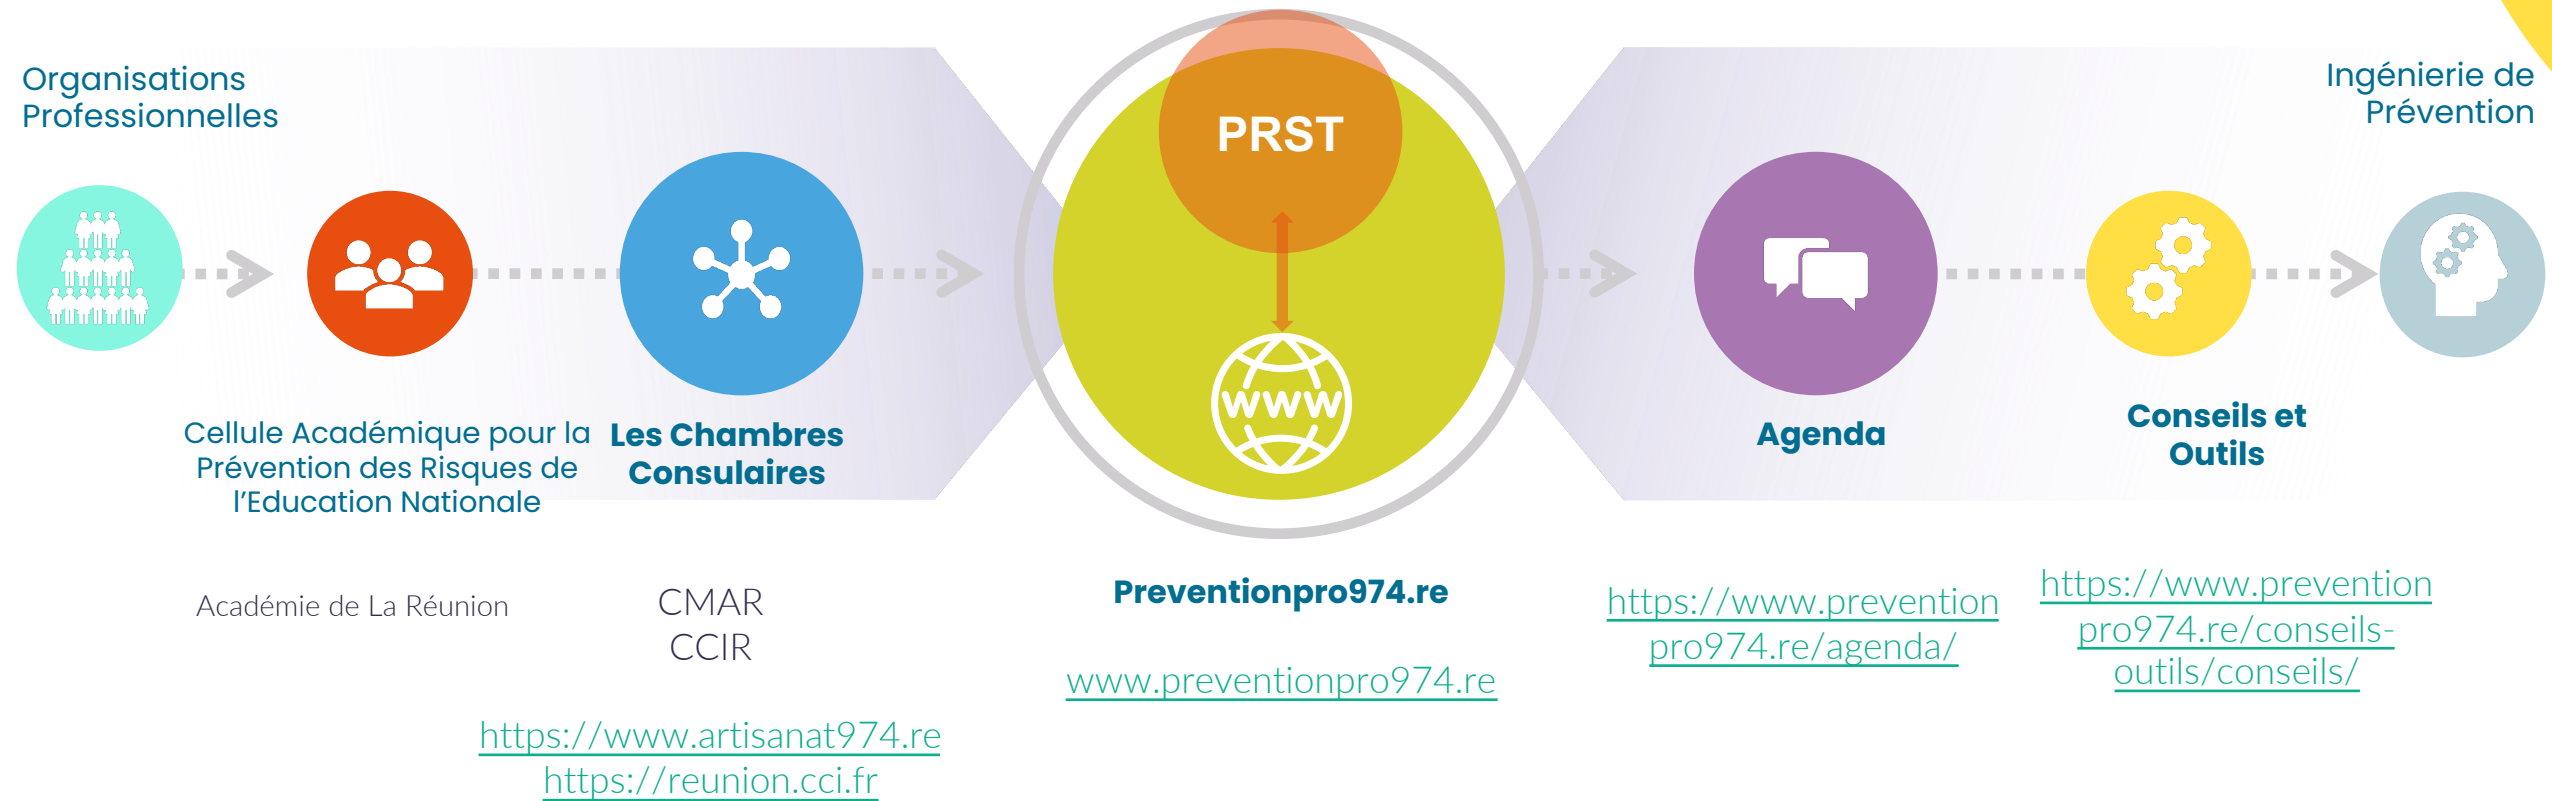 Organisations
Professionnelles
Cellule Académique pour la
Prévention des Risques de
l'Education Nationale
Académie de La Réunion
Les Chambres
Consulaires
CMAR
CCIR
https://www.artisanat974.re
https://reunion.cci.fr
PRST
www
Preventionpro974.re
www.preventionpro974.re
Agenda
https://www.prevention
pro974.re/agenda/
Conseils et
Outils
https://www.prevention
pro974.re/conseils-
outils/conseils/
Ingénierie de
Prévention